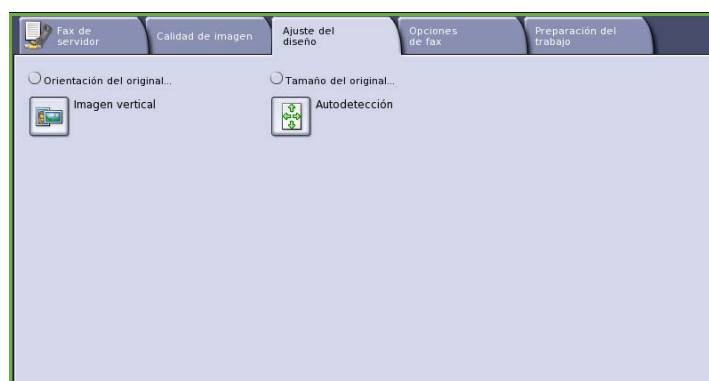 Fax de
servidor
Calidad de imagen
Ajuste del
diseño
Opciones
de fax
Preparación del
trabajo
Orientación del original...
Imagen vertical
Tamaño del original...
Autodetección